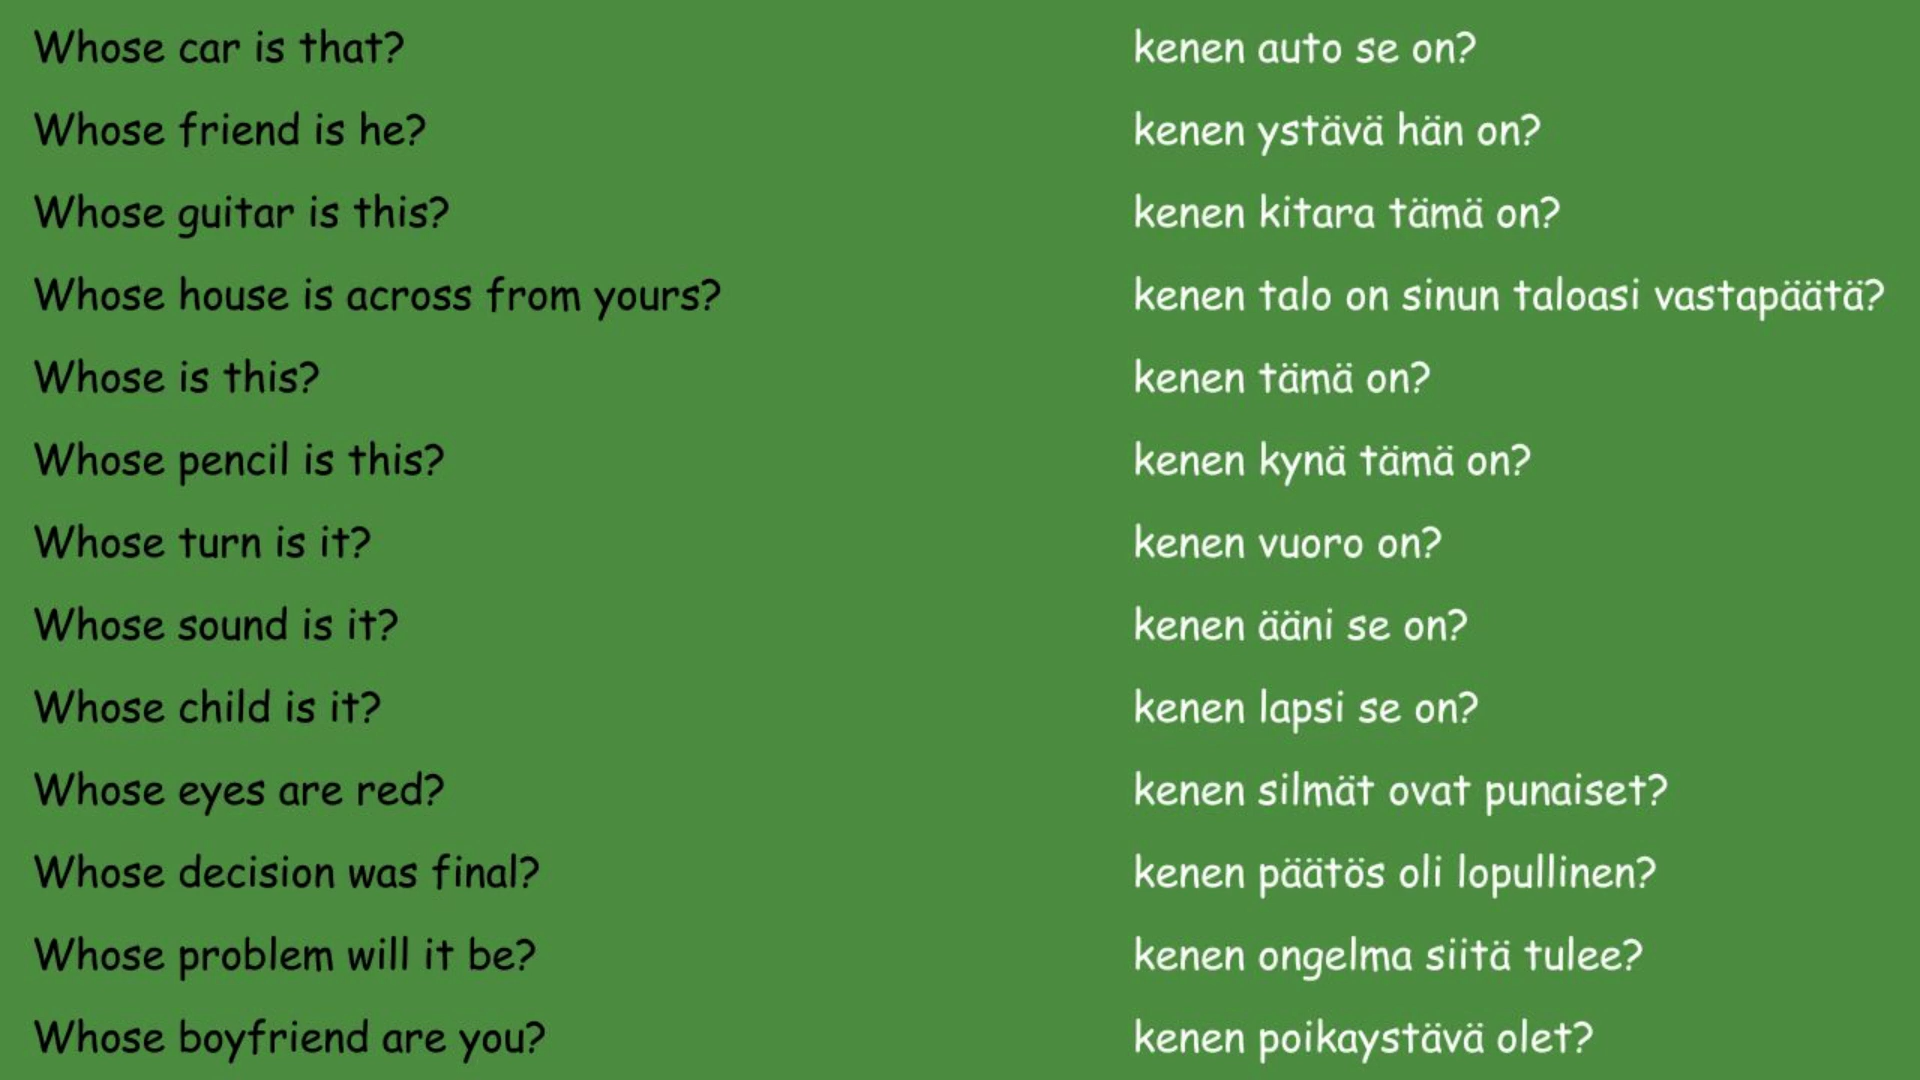 Whose car is that? kenen auto se on?
Whose friend is he? kenen ystävä hän on?
Whose guitar is this? kenen kitara tämä on?
Whose house is across from yours? kenen talo on sinun taloasi vastapäätä?
Whose is this? kenen tämä on?
Whose pencil is this? kenen kynä tämä on?
Whose turn is it? kenen vuoro on?
Whose sound is it? kenen ääni se on?
Whose child is it? kenen lapsi se on?
Whose eyes are red? kenen silmät ovat punaiset?
Whose decision was final? kenen päätös oli lopullinen?
Whose problem will it be? kenen ongelma siitä tulee?
Whose boyfriend are you? kenen poikaystävä olet?